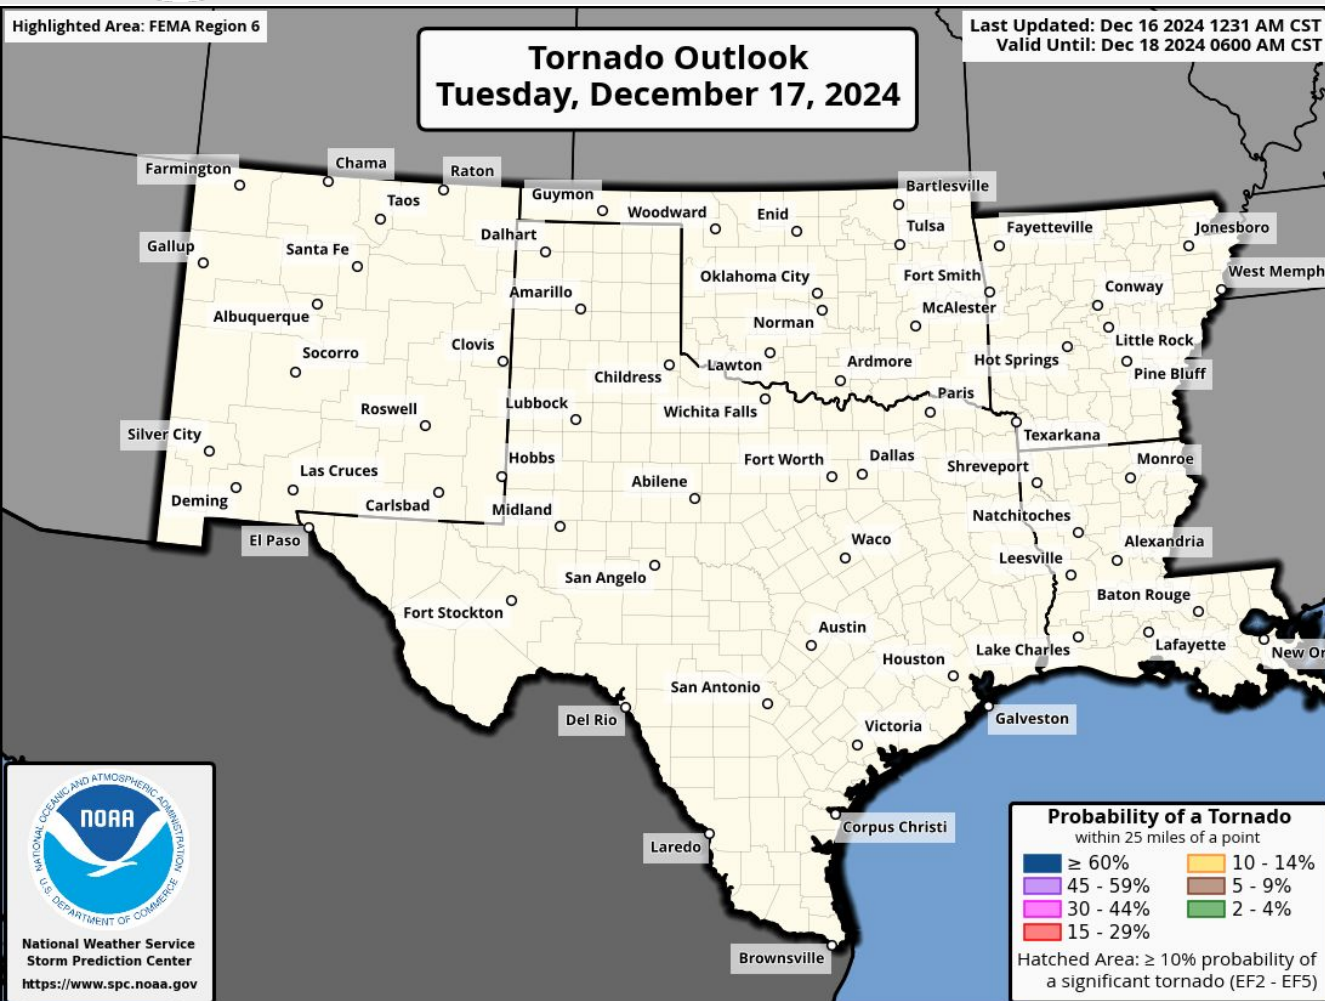 Highlighted Area: FEMA Region 6
Last Updated: Dec 16 2024 1231 AM CST
Valid Until: Dec 18 2024 0600 AM CST
Tornado Outlook
Tuesday, December 17, 2024
Farmington
Chama
Raton
Taos
Guymon
Woodward
Enid
Bartlesville
Tulsa
Fayetteville
Jonesboro
Gallup
Santa Fe
Dalhart
Oklahoma City
Fort Smith
West Memph
Albuquerque
Amarillo
Norman
McAlester
Conway
Little Rock
Socorro
Clovis
Childress
Lawton
Ardmore
Hot Springs
Pine Bluff
Roswell
Lubbock
Wichita Falls
Paris
Texarkana
Silver City
Las Cruces
Hobbs
Abilene
Fort Worth
Dallas
Shreveport
Monroe
Deming
Carlsbad
Midland
Natchitoches
El Paso
San Angelo
Waco
Leesville
Alexandria
Fort Stockton
Austin
Baton Rouge
Houston
Lake Charles
Lafayette
New Or
San Antonio
Del Rio
Victoria
Galveston
Laredo
Corpus Christi
Brownsville
NATIONAL OCEANIC AND ATMOSPHERIC ADMINISTRATION
NOAA
U.S. DEPARTMENT OF COMMERCE
National Weather Service
Storm Prediction Center
https://www.spc.noaa.gov
Probability of a Tornado
within 25 miles of a point
≥ 60%
45 - 59%
30 - 44%
15 - 29%
10 - 14%
5 - 9%
2 - 4%
Hatched Area: ≥ 10% probability of
a significant tornado (EF2 - EF5)